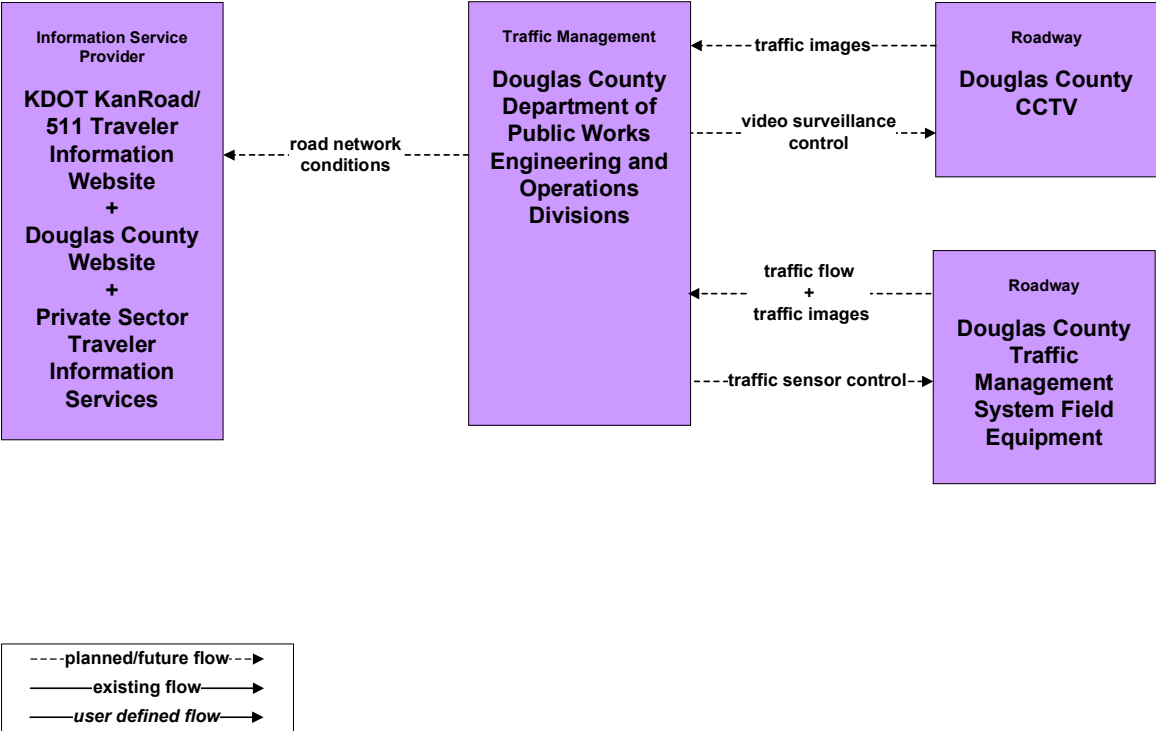 Information Service
Provider
KDOT KanRoad/
511 Traveler
Information
Website
+
Douglas County
Website
+
Private Sector
Traveler
Information
Services
road network
conditions
Traffic Management
Douglas County
Department of
Public Works
Engineering and
Operations
Divisions
traffic images
video surveillance
control
Roadway
Douglas County
CCTV
traffic flow
+
traffic images
traffic sensor control
Roadway
Douglas County
Traffic
Management
System Field
Equipment
planned/future flow
existing flow
user defined flow